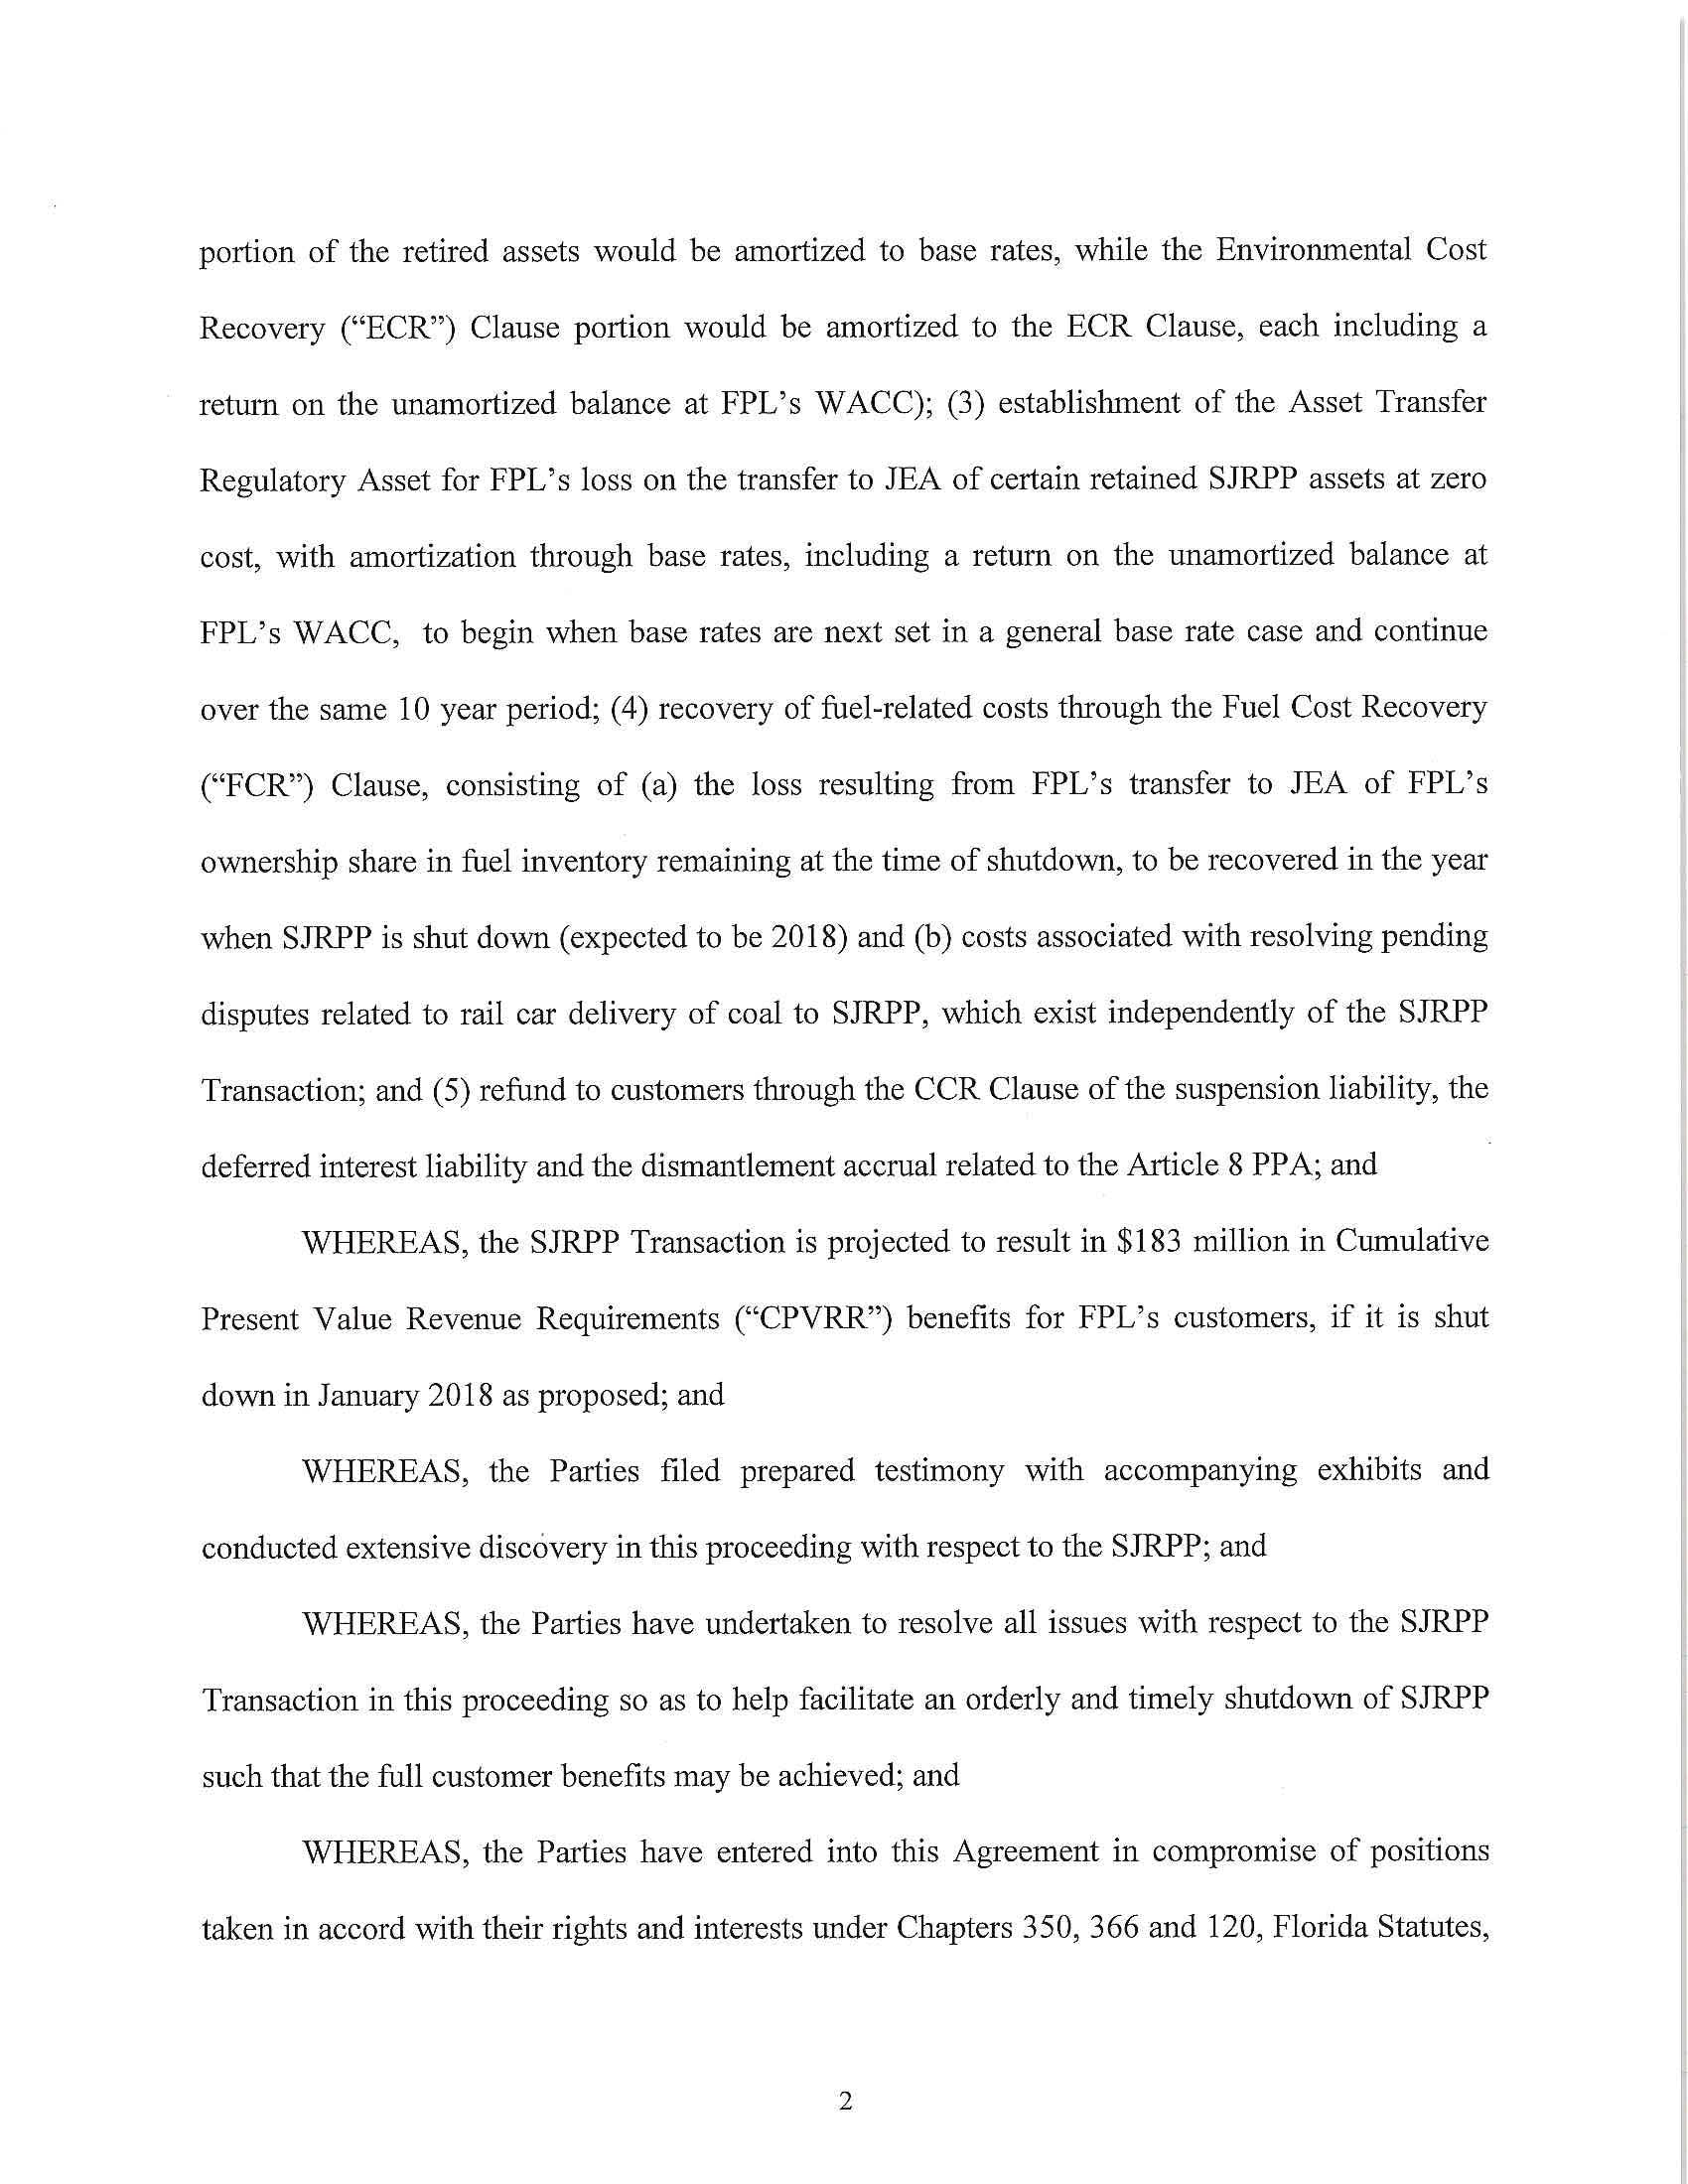 portion of the retired assets would be amortized to base rates, while the Environmental Cost
Recovery (“ECR”) Clause portion would be amortized to the ECR Clause, each including a
return on the unamortized balance at FPL’s WACC); (3) establishment of the Asset Transfer
Regulatory Asset for FPL’s loss on the transfer to JEA of certain retained SJRPP assets at zero
cost, with amortization through base rates, including a return on the unamortized balance at
FPL’s WACC, to begin when base rates are next set in a general base rate case and continue
over the same 10 year period; (4) recovery of fuel-related costs through the Fuel Cost Recovery
(“FCR”) Clause, consisting of (a) the loss resulting from FPL’s transfer to JEA of FPL’s
ownership share in fuel inventory remaining at the time of shutdown, to be recovered in the year
when SJRPP is shut down (expected to be 2018) and (b) costs associated with resolving pending
disputes related to rail car delivery of coal to SJRPP, which exist independently of the SJRPP
Transaction; and (5) refund to customers through the CCR Clause of the suspension liability, the
deferred interest liability and the dismantlement accrual related to the Article 8 PPA; and
WHEREAS, the SJRPP Transaction is projected to result in $183 million in Cumulative
Present Value Revenue Requirements (“CPVRR”) benefits for FPL’s customers, if it is shut
down in January 2018 as proposed; and
WHEREAS, the Parties filed prepared testimony with accompanying exhibits and
conducted extensive discovery in this proceeding with respect to the SJRPP; and
WHEREAS, the Parties have undertaken to resolve all issues with respect to the SJRPP
Transaction in this proceeding so as to help facilitate an orderly and timely shutdown of SJRPP
such that the full customer benefits may be achieved; and
WHEREAS, the Parties have entered into this Agreement in compromise of positions
taken in accord with their rights and interests under Chapters 350, 366 and 120, Florida Statutes,
2